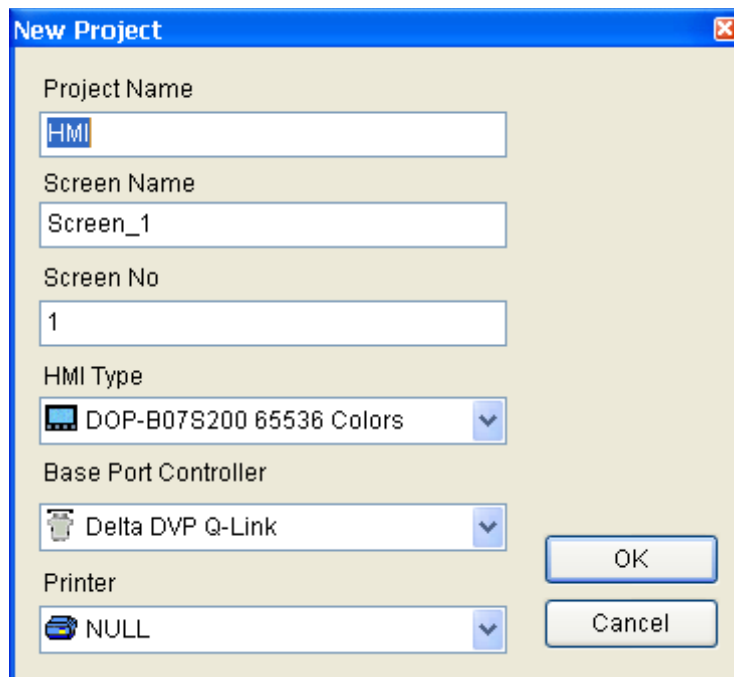 New Project
Project Name
HMI
Screen Name
Screen_1
Screen No
1
HMI Type
DOP-B07S200 65536 Colors
Base Port Controller
Delta DVP Q-Link
OK
Printer
NULL
Cancel